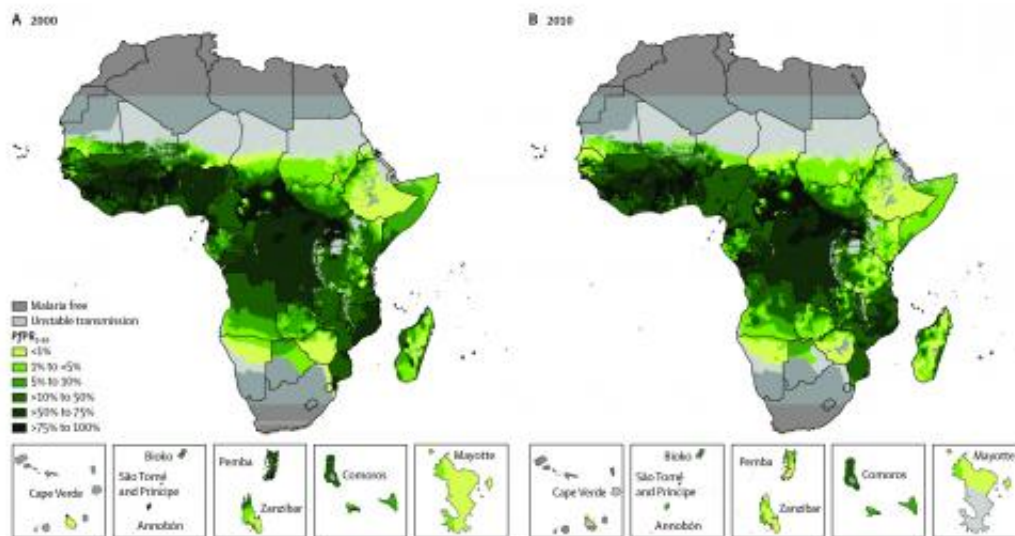 A 2000
B 2010
Malaria free
Unstable transmission
<1%
1% to <5%
5% to 10%
>10% to 50%
>50% to 75%
>75% to 100%
Cape Verde
Bioko
São Tomé
and Príncipe
Annobón
Pemba
Zanzibar
Comoros
Mayotte
Cape Verde
Bioko
São Tomé
and Príncipe
Annobón
Pemba
Zanzibar
Comoros
Mayotte